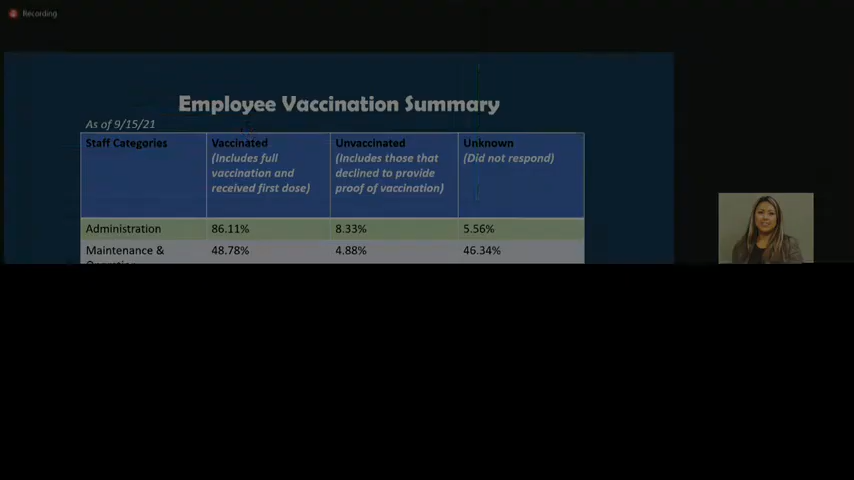 Recording
Employee Vaccination Summary
As of 9/15/21
Staff Categories
Vaccinated
(Includes full
vaccination and
received first dose)
Unvaccinated
(Includes those that
declined to provide
proof of vaccination)
Unknown
(Did not respond)
Administration 86.11% 8.33% 5.56%
Maintenance & 48.78% 4.88% 46.34%